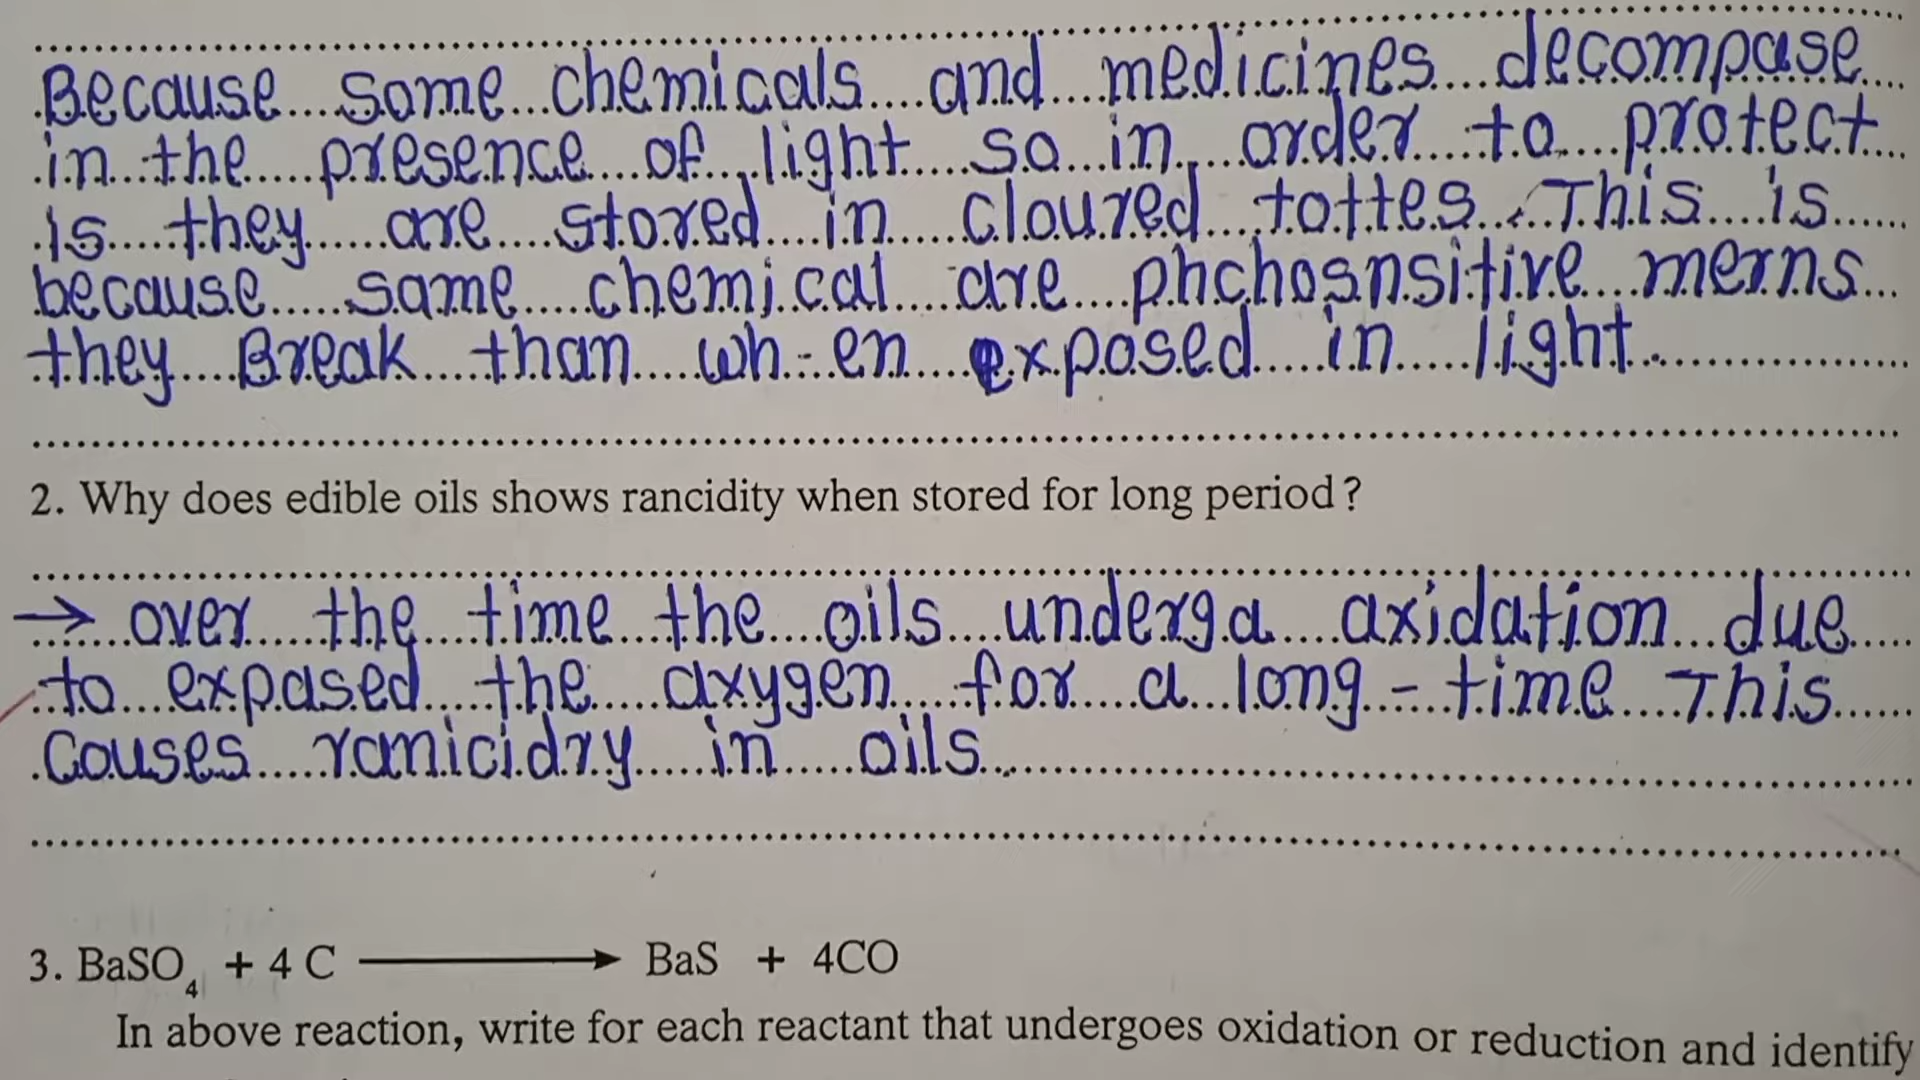 Because some chemicals and medicines decompase
in the presence of light so in order to protect
is they are stored in cloured tottes. This is
because same chemical are phchosnsitive merns
they Break than wh-en exposed in light.
2. Why does edible oils shows rancidity when stored for long period?
→ over the time the oils underga axidation due
to expased the axygen for a long-time This
Causes ramicidry in oils.
3. BaSO₄ + 4 C ⟶ BaS + 4CO
In above reaction, write for each reactant that undergoes oxidation or reduction and identify